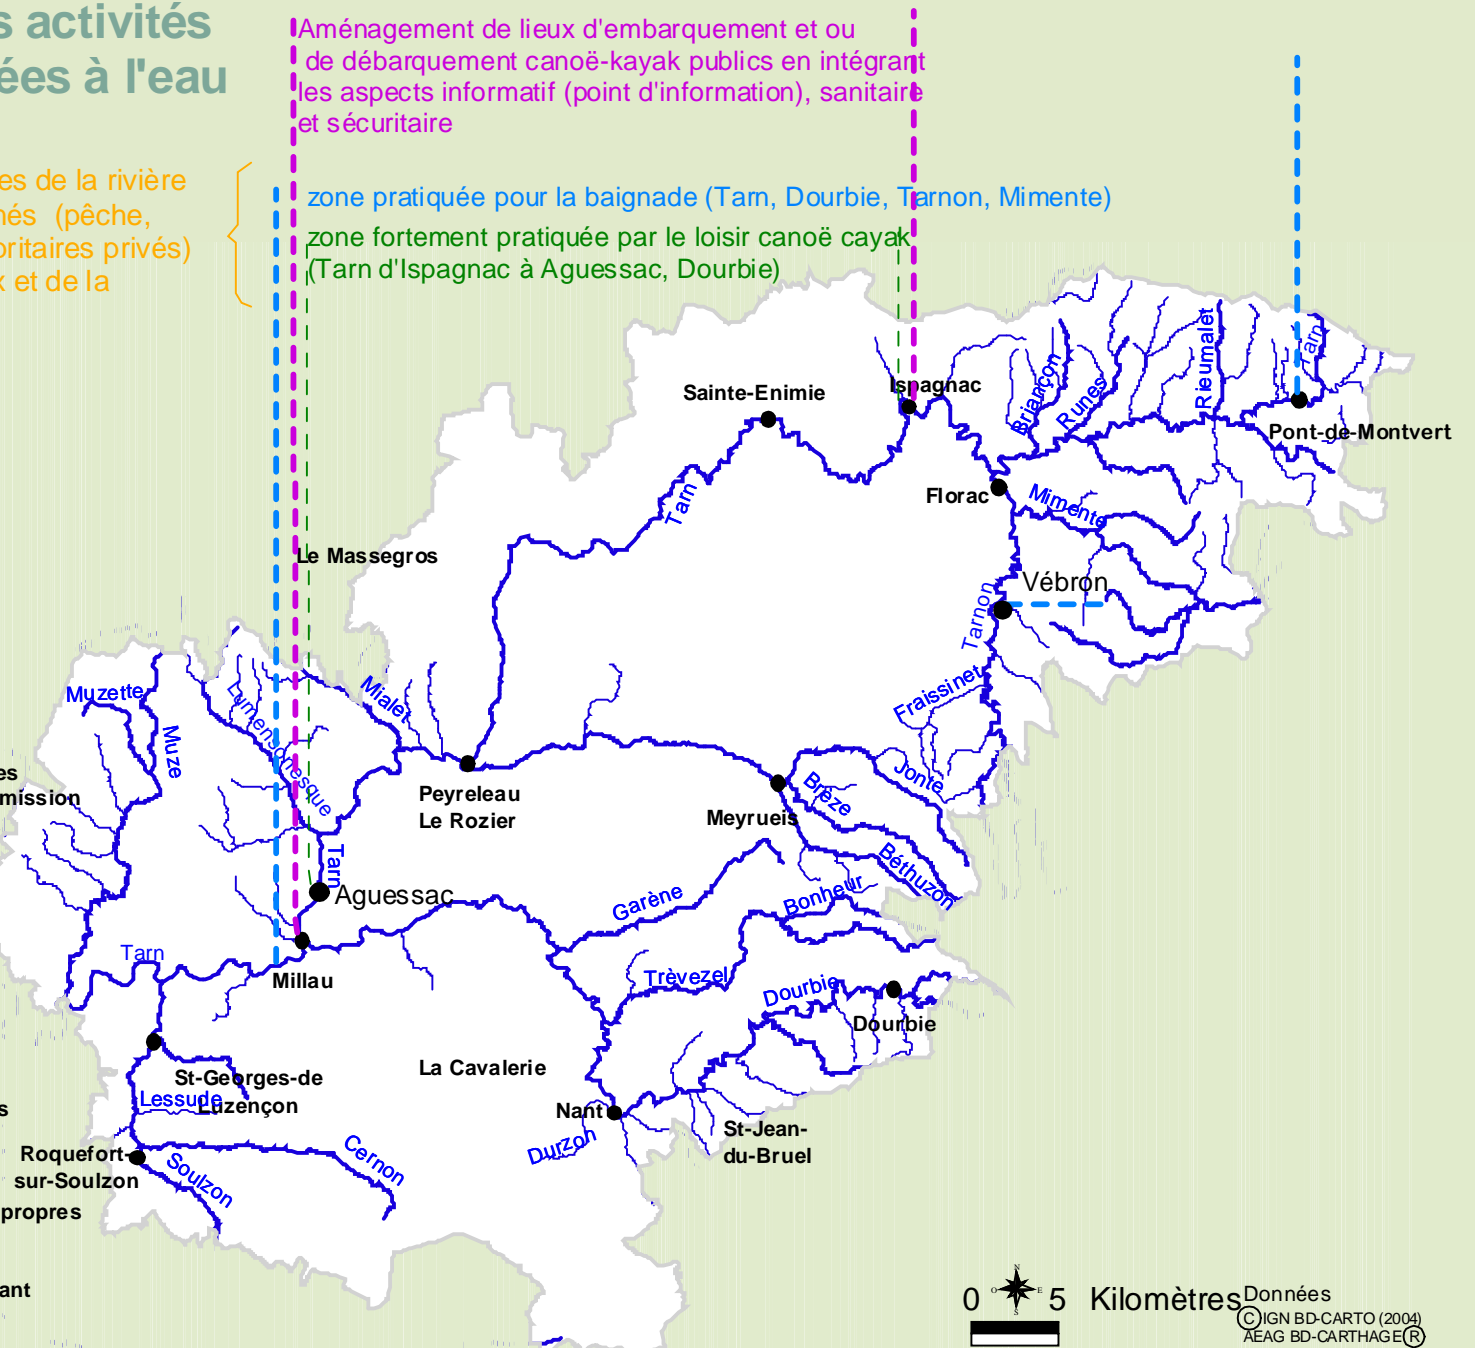 s activités
ées à l'eau
Aménagement de lieux d'embarquement et ou
de débarquement canoë-kayak publics en intégrant
les aspects informatif (point d'information), sanitaire
et sécuritaire
es de la rivière
nés (pêche,
oritaires privés)
x et de la
zone pratiquée pour la baignade (Tarn, Dourbie, Tarnon, Mimente)
zone fortement pratiquée par le loisir canoë cayak
(Tarn d'Ispagnac à Aguessac, Dourbie)
Sainte-Enimie
Ispagnac
Briançon
Runes
Rieumalet
Tarn
Pont-de-Montvert
Tarn
Florac
Mimente
Le Massegros
Vébron
Tarnon
Fraissinet
Muzette
Muze
Lumensonesque
Mialet
Jonte
Brèze
Béthuzon
es
mission
Peyreleau
Le Rozier
Meyrueis
Tarn
Aguessac
Garène
Bonheur
Tarn
Millau
Trèvezel
Dourbie
Dourbie
La Cavalerie
St-Georges-de
Luzençon
Lessude
s
Nant
Durzon
St-Jean-
du-Bruel
Roquefort-
sur-Soulzon
Soulzon
Cernon
propres
ant
N
O E
S
0 5 Kilomètres
Données
©IGN BD-CARTO (2004)
AEAG BD-CARTHAGE®